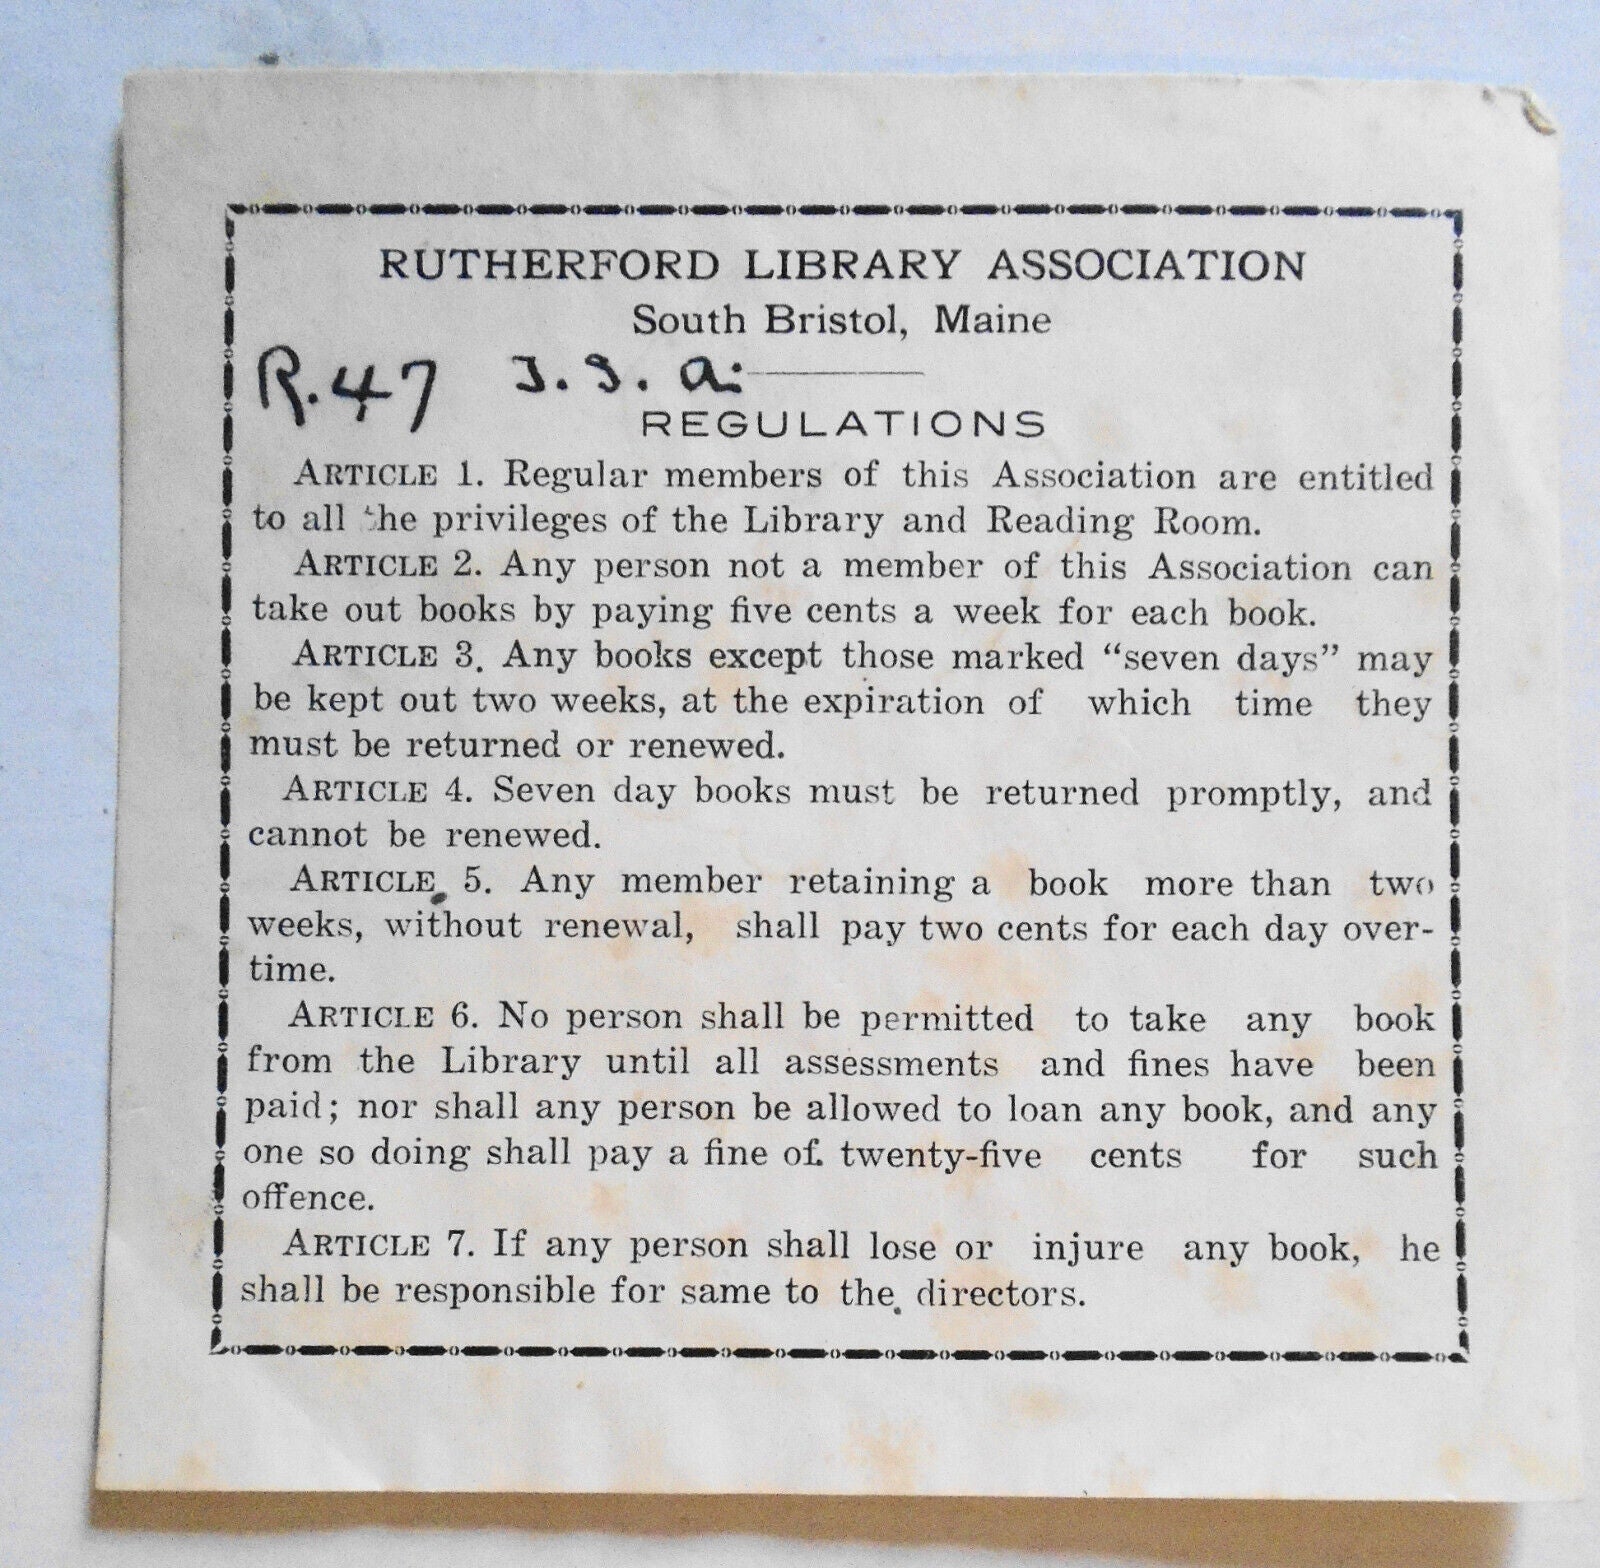 RUTHERFORD LIBRARY ASSOCIATION
South Bristol, Maine
R.47
REGULATIONS
ARTICLE 1. Regular members of this Association are entitled
to all the privileges of the Library and Reading Room.
ARTICLE 2. Any person not a member of this Association can
take out books by paying five cents a week for each book.
ARTICLE 3. Any books except those marked “seven days” may
be kept out two weeks, at the expiration of which time they
must be returned or renewed.
ARTICLE 4. Seven day books must be returned promptly, and
cannot be renewed.
ARTICLE 5. Any member retaining a book more than two
weeks, without renewal, shall pay two cents for each day over-
time.
ARTICLE 6. No person shall be permitted to take any book
from the Library until all assessments and fines have been
paid; nor shall any person be allowed to loan any book, and any
one so doing shall pay a fine of twenty-five cents for such
offence.
ARTICLE 7. If any person shall lose or injure any book, he
shall be responsible for same to the directors.